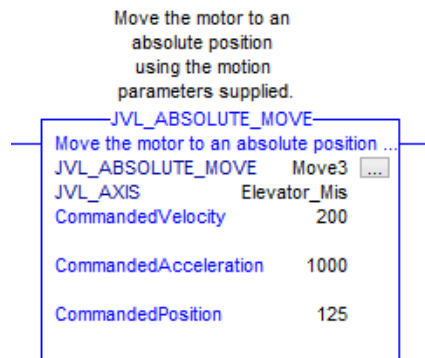 Move the motor to an
absolute position
using the motion
parameters supplied.
JVL_ABSOLUTE_MOVE
Move the motor to an absolute position ...
JVL_ABSOLUTE_MOVE Move3 ...
JVL_AXIS Elevator_Mis
CommandedVelocity 200
CommandedAcceleration 1000
CommandedPosition 125